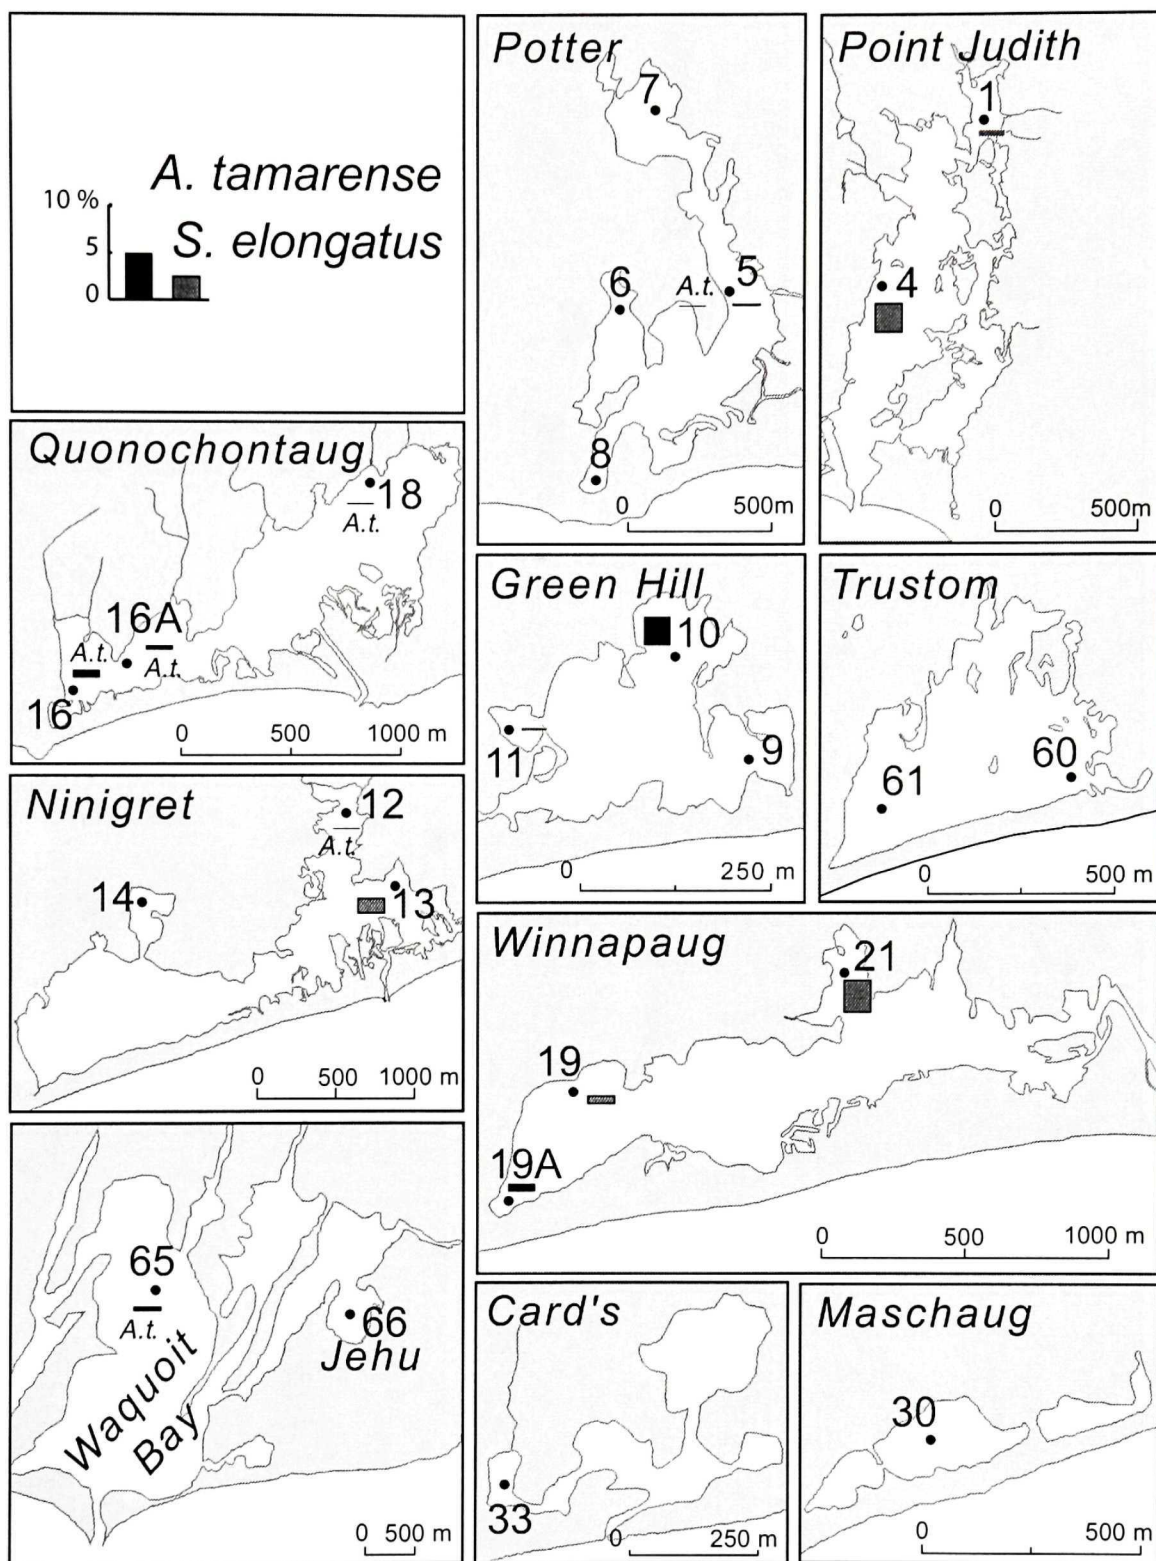 A. tamarense
S. elongatus
10 %
5
0
Potter
7
6
A.t.
5
8
0 500m
Point Judith
1
4
0 500m
Quonochontaug
18
A.t.
16A
A.t.
A.t.
16
0 500 1000 m
Green Hill
10
11
9
0 250 m
Trustom
60
61
0 500 m
Ninigret
12
A.t.
14
13
0 500 1000 m
Winnapaug
21
19
19A
0 500 1000 m
65
A.t.
66
Jehu
Waquoit
Bay
0 500 m
Card's
33
0 250 m
Maschaug
30
0 500 m